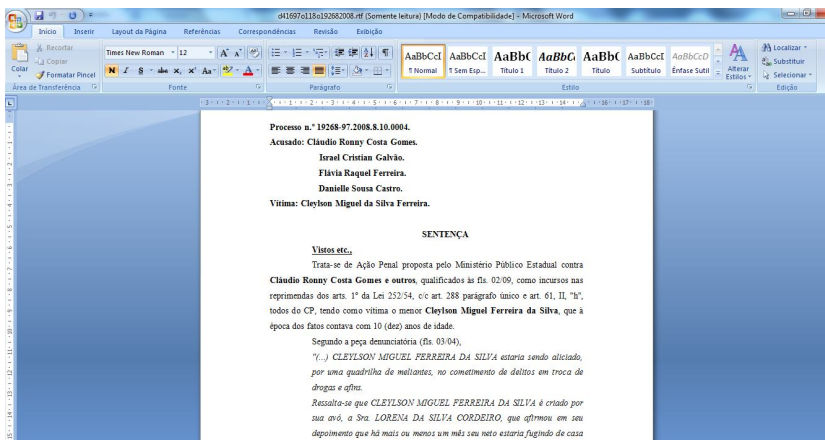 d41697o118o192682008.rtf (Somente leitura) [Modo de Compatibilidade] - Microsoft Word
Início Inserir Layout da Página Referências Correspondências Revisão Exibição
Recortar
Copiar
Formatar Pincel
Colar
Área de Transferência
Times New Roman 12
Fonte
Parágrafo
AaBbCcI AaBbCcI AaBbC AaBbCc AaBbC AaBbCcI AaBbCcD
¶ Normal ¶ Sem Esp... Título 1 Título 2 Título Subtítulo Ênfase Sutil
Alterar
Estilos
Estilo
Localizar
Substituir
Selecionar
Edição
Processo n.º 19268-97.2008.8.10.0004.
Acusado: Cláudio Ronny Costa Gomes.
Israel Cristian Galvão.
Flávia Raquel Ferreira.
Danielle Sousa Castro.
Vítima: Cleylson Miguel da Silva Ferreira.
SENTENÇA
Vistos etc.,
Trata-se de Ação Penal proposta pelo Ministério Público Estadual contra
Cláudio Ronny Costa Gomes e outros, qualificados às fls. 02/09, como incursos nas
reprimendas dos arts. 1º da Lei 252/54, c/c art. 288 parágrafo único e art. 61, II, "h",
todos do CP, tendo como vítima o menor Cleylson Miguel Ferreira da Silva, que à
época dos fatos contava com 10 (dez) anos de idade.
Segundo a peça denunciatória (fls. 03/04),
"(...) CLEYLSON MIGUEL FERREIRA DA SILVA estaria sendo aliciado,
por uma quadrilha de meliantes, no cometimento de delitos em troca de
drogas e afins.
Ressalta-se que CLEYLSON MIGUEL FERREIRA DA SILVA é criado por
sua avó, a Sra. LORENA DA SILVA CORDEIRO, que afirmou em seu
depoimento que há mais ou menos um mês seu neto estaria fugindo de casa